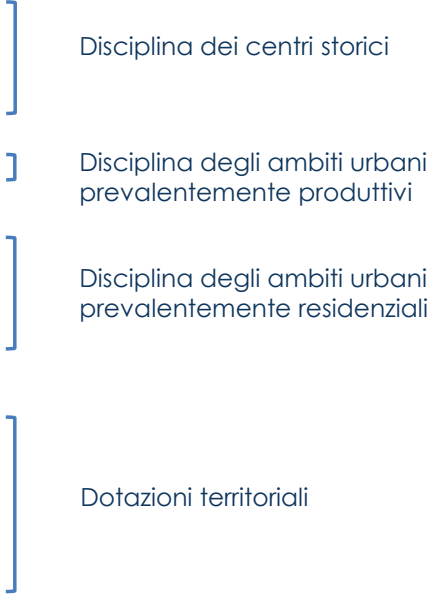 Disciplina dei centri storici
Disciplina degli ambiti urbani
prevalentemente produttivi
Disciplina degli ambiti urbani
prevalentemente residenziali
Dotazioni territoriali